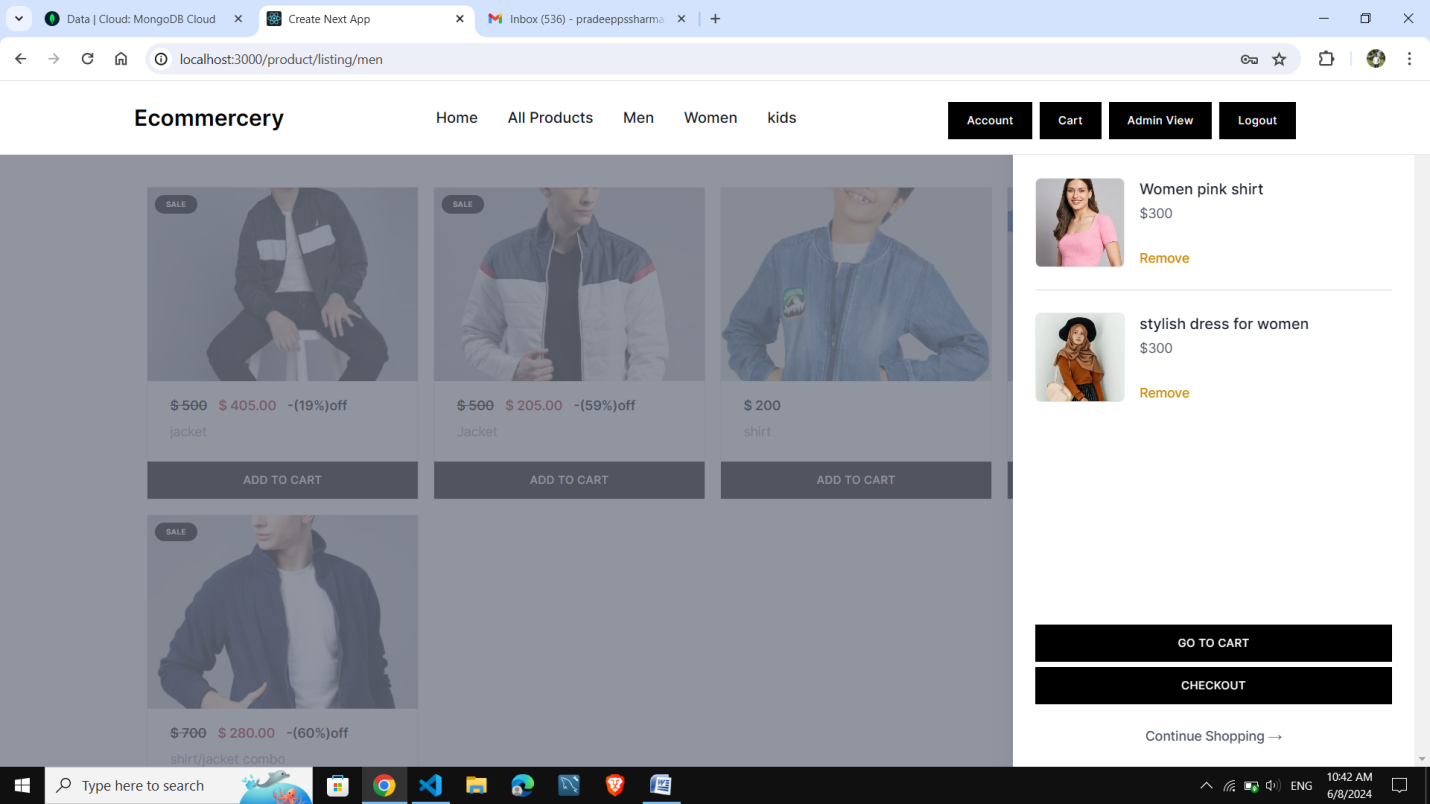 Data | Cloud: MongoDB Cloud
Create Next App
Inbox (536) - pradeeppssharma
localhost:3000/product/listing/men
Ecommercery
Home
All Products
Men
Women
kids
Account
Cart
Admin View
Logout
SALE
$ 500 $ 405.00 -(19%)off
jacket
ADD TO CART
SALE
$ 500 $ 205.00 -(59%)off
Jacket
ADD TO CART
$ 200
shirt
ADD TO CART
SALE
$ 700 $ 280.00 -(60%)off
shirt/jacket combo
Women pink shirt
$300
Remove
stylish dress for women
$300
Remove
GO TO CART
CHECKOUT
Continue Shopping →
Type here to search
ENG
10:42 AM
6/8/2024